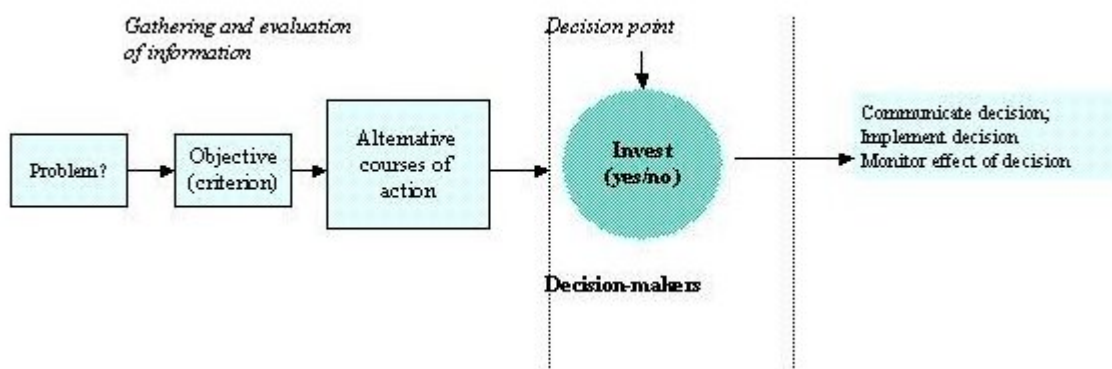 Gathering and evaluation
of information
Decision point
Problem?
Objective
(criterion)
Alternative
courses of
action
Invest
(yes/no)
Communicate decision;
Implement decision
Monitor effect of decision
Decision-makers